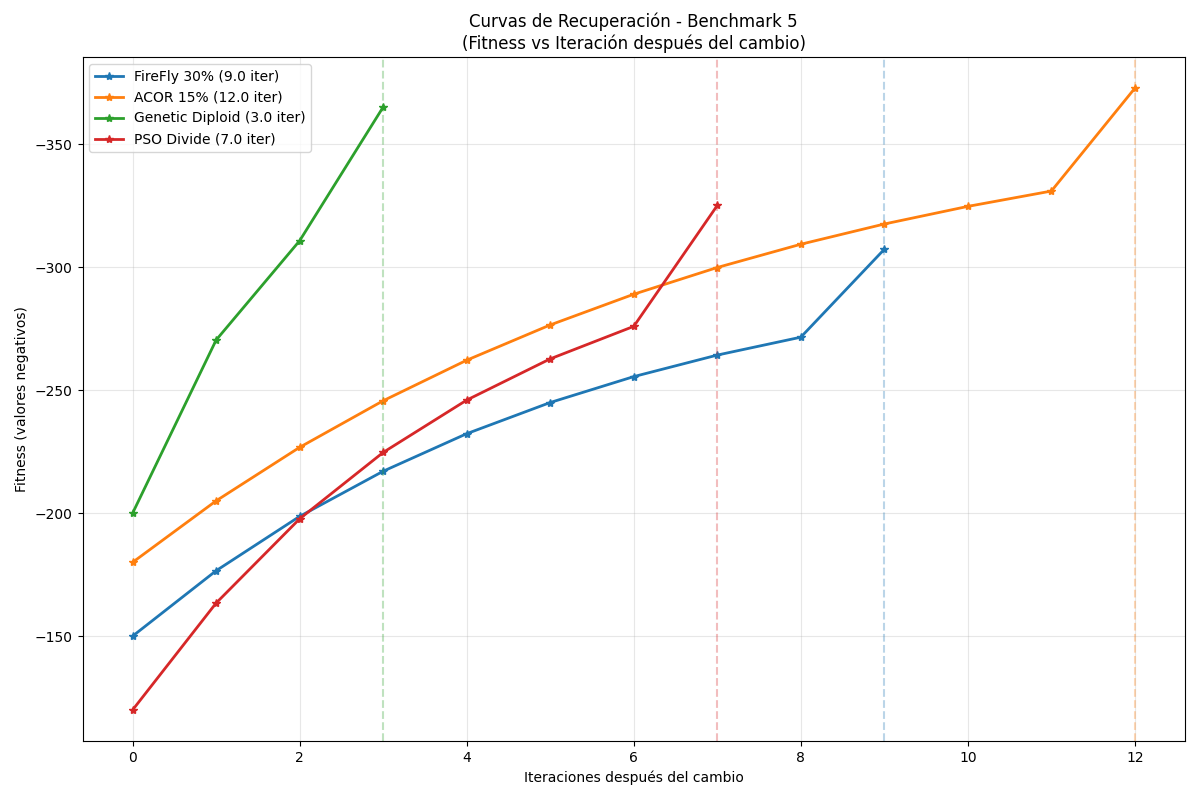 Curvas de Recuperación - Benchmark 5
(Fitness vs Iteración después del cambio)
FireFly 30% (9.0 iter)
ACOR 15% (12.0 iter)
Genetic Diploid (3.0 iter)
PSO Divide (7.0 iter)
Fitness (valores negativos)
−350
−300
−250
−200
−150
0 2 4 6 8 10 12
Iteraciones después del cambio